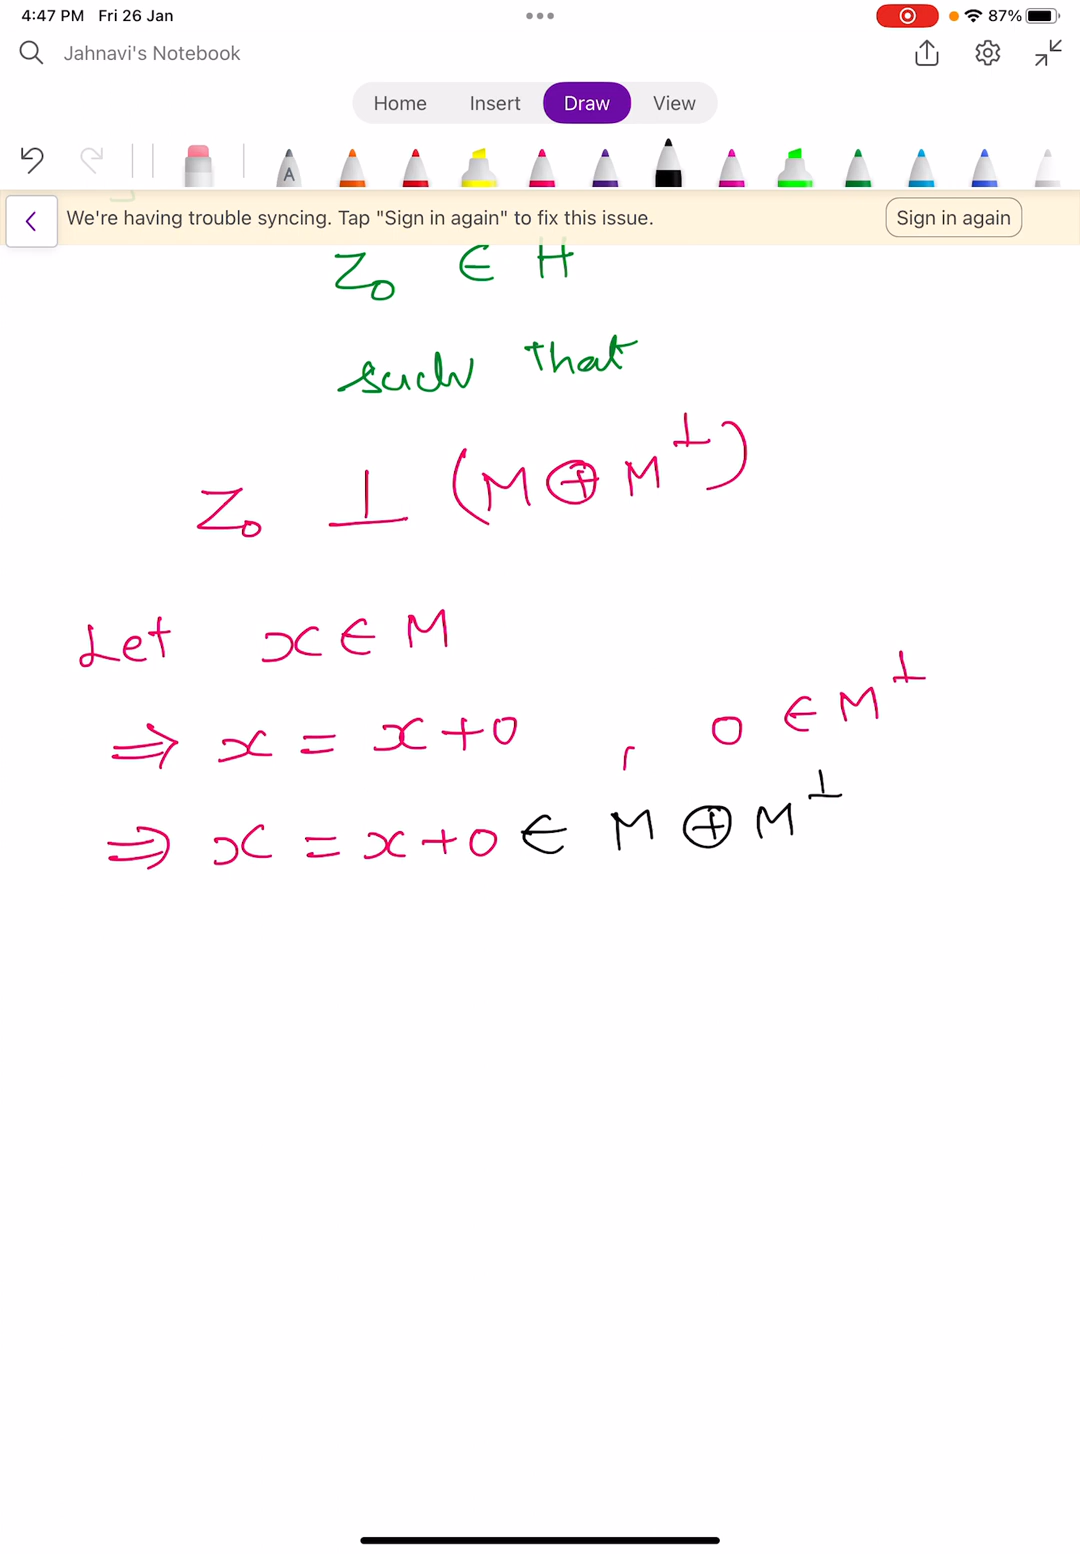 4:47 PM Fri 26 Jan 87%
Jahnavi's Notebook
Home Insert Draw View
A
We're having trouble syncing. Tap "Sign in again" to fix this issue. Sign in again
Z₀ ∈ H
such that
Z₀ ⊥ (M ⊕ M⊥)
Let x ∈ M
⇒ x = x + 0 , 0 ∈ M⊥
⇒ x = x + 0 ∈ M ⊕ M⊥